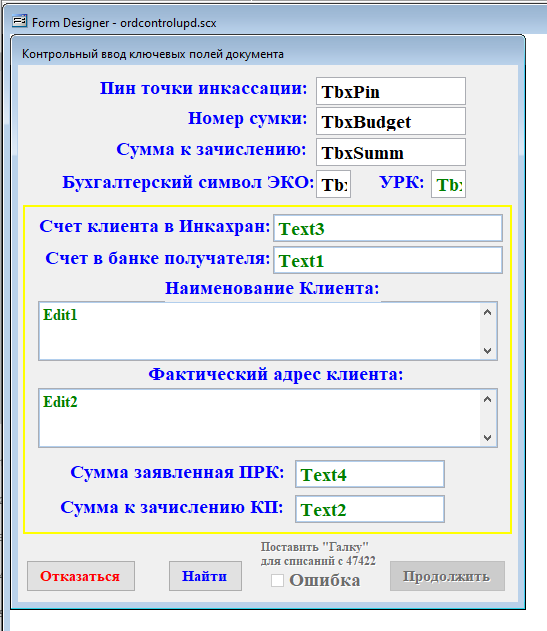 Form Designer - ordcontrolupd.scx
Контрольный ввод ключевых полей документа
Пин точки инкассации: TbxPin
Номер сумки: TbxBudget
Сумма к зачислению: TbxSumm
Бухгалтерский символ ЭКО: Tbx УРК: Tbx
Счет клиента в Инкахран: Text3
Счет в банке получателя: Text1
Наименование Клиента:
Edit1
Фактический адрес клиента:
Edit2
Сумма заявленная ПРК: Text4
Сумма к зачислению КП: Text2
Поставить "Галку"
для списаний с 47422
Отказаться Найти Ошибка Продолжить